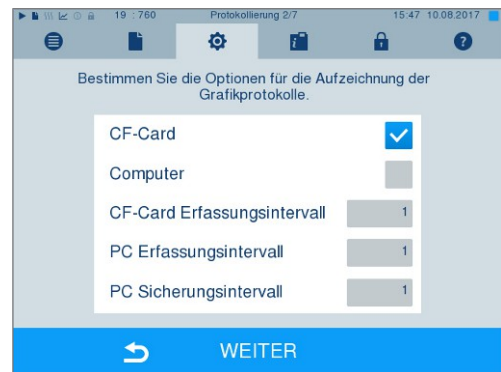 19 : 760 Protokollierung 2/7 15:47 10.08.2017
Bestimmen Sie die Optionen für die Aufzeichnung der
Grafikprotokolle.
CF-Card
Computer
CF-Card Erfassungsintervall 1
PC Erfassungsintervall 1
PC Sicherungsintervall 1
WEITER